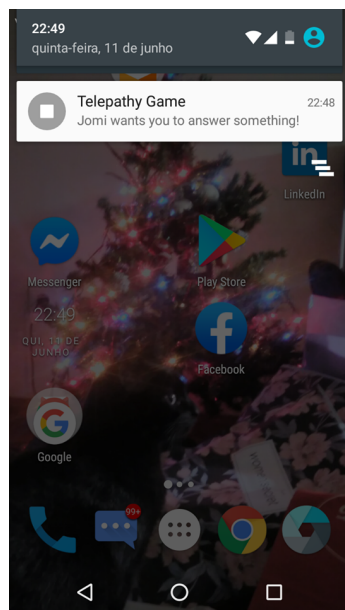 22:49
quinta-feira, 11 de junho
Telepathy Game
22:48
Jomi wants you to answer something!
in
LinkedIn
Messenger
Play Store
22:49
QUI, 11 DE
JUNHO
Facebook
Google
99+